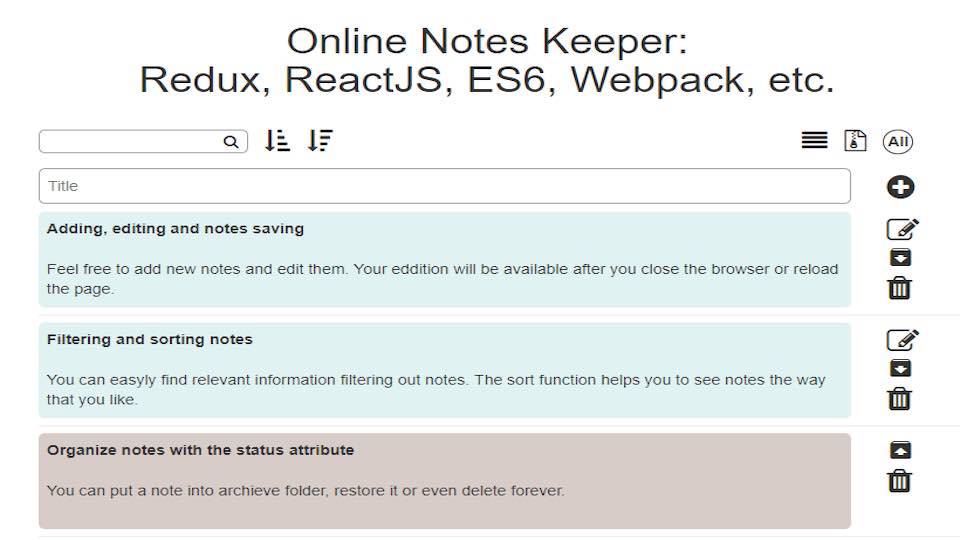 Online Notes Keeper:
Redux, ReactJS, ES6, Webpack, etc.
All
Title
Adding, editing and notes saving
Feel free to add new notes and edit them. Your eddition will be available after you close the browser or reload
the page.
Filtering and sorting notes
You can easyly find relevant information filtering out notes. The sort function helps you to see notes the way
that you like.
Organize notes with the status attribute
You can put a note into archieve folder, restore it or even delete forever.